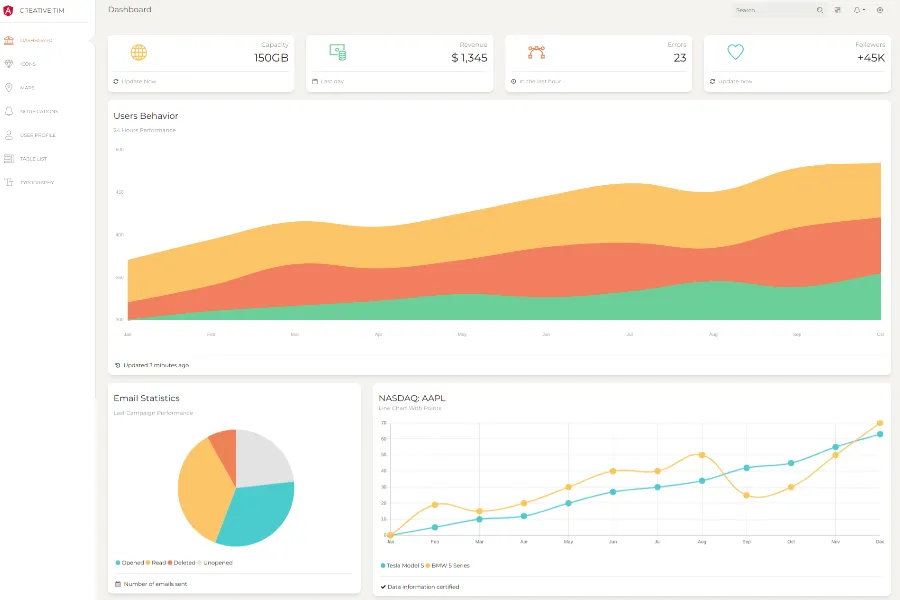 CREATIVE TIM
Dashboard
Search
DASHBOARD
ICONS
MAPS
NOTIFICATIONS
USER PROFILE
TABLE LIST
TYPOGRAPHY
Capacity
150GB
Update Now
Revenue
$ 1,345
Last day
Errors
23
In the last hour
Followers
+45K
Update now
Users Behavior
24 Hours Performance
500
450
400
350
300
Jan Feb Mar Apr May Jun Jul Aug Sep Oct
Updated 3 minutes ago
Email Statistics
Last Campaign Performance
Opened Read Deleted Unopened
Number of emails sent
NASDAQ: AAPL
Line Chart With Points
70
60
50
40
30
20
10
0
Jan Feb Mar Apr May Jun Jul Aug Sep Oct Nov Dec
Tesla Model S BMW 5 Series
Data information certified